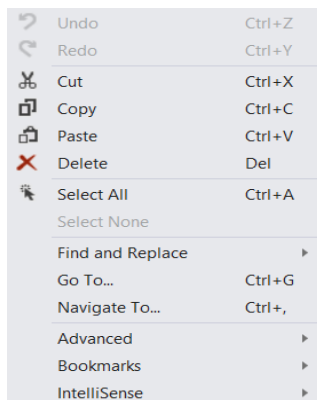 Undo Ctrl+Z
Redo Ctrl+Y
Cut Ctrl+X
Copy Ctrl+C
Paste Ctrl+V
Delete Del
Select All Ctrl+A
Select None
Find and Replace
Go To... Ctrl+G
Navigate To... Ctrl+,
Advanced
Bookmarks
IntelliSense